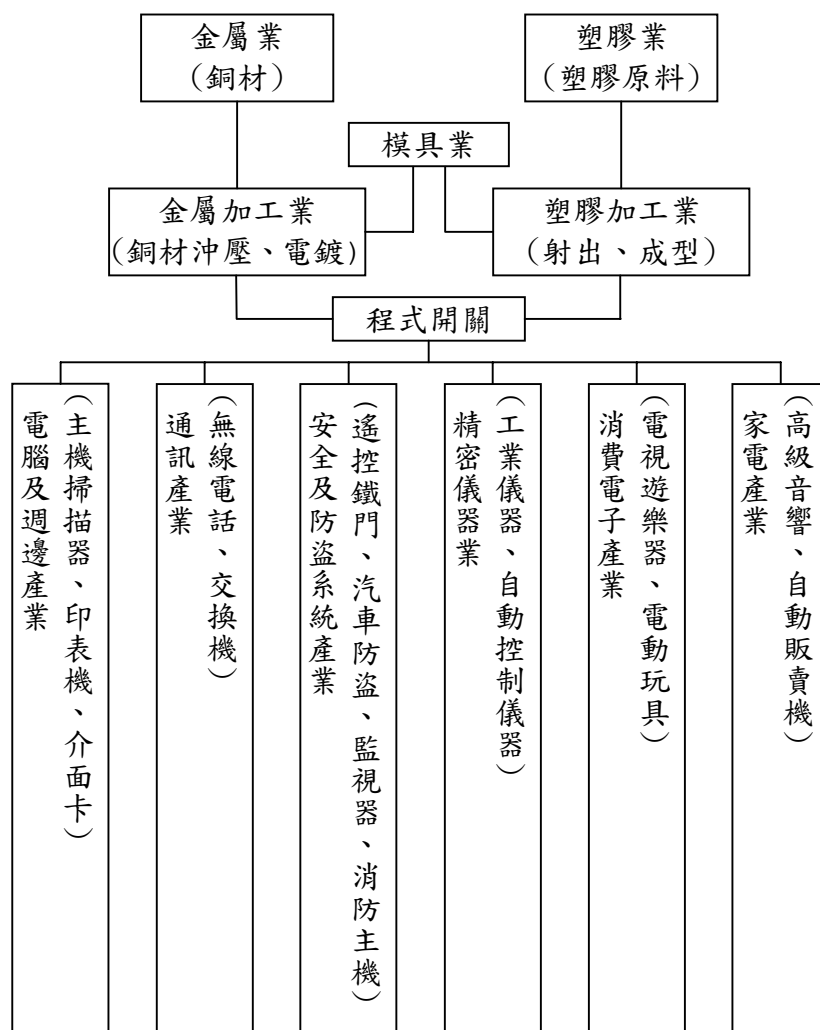 金屬業
(銅材)
塑膠業
(塑膠原料)
模具業
金屬加工業
(銅材沖壓、電鍍)
塑膠加工業
(射出、成型)
程式開關
電腦及週邊產業
(主機掃描器、印表機、介面卡)
通訊產業
(無線電話、交換機)
安全及防盜系統產業
(遙控鐵門、汽車防盜、監視器、消防主機)
精密儀器業
(工業儀器、自動控制儀器)
消費電子產業
(電視遊樂器、電動玩具)
家電產業
(高級音響、自動販賣機)